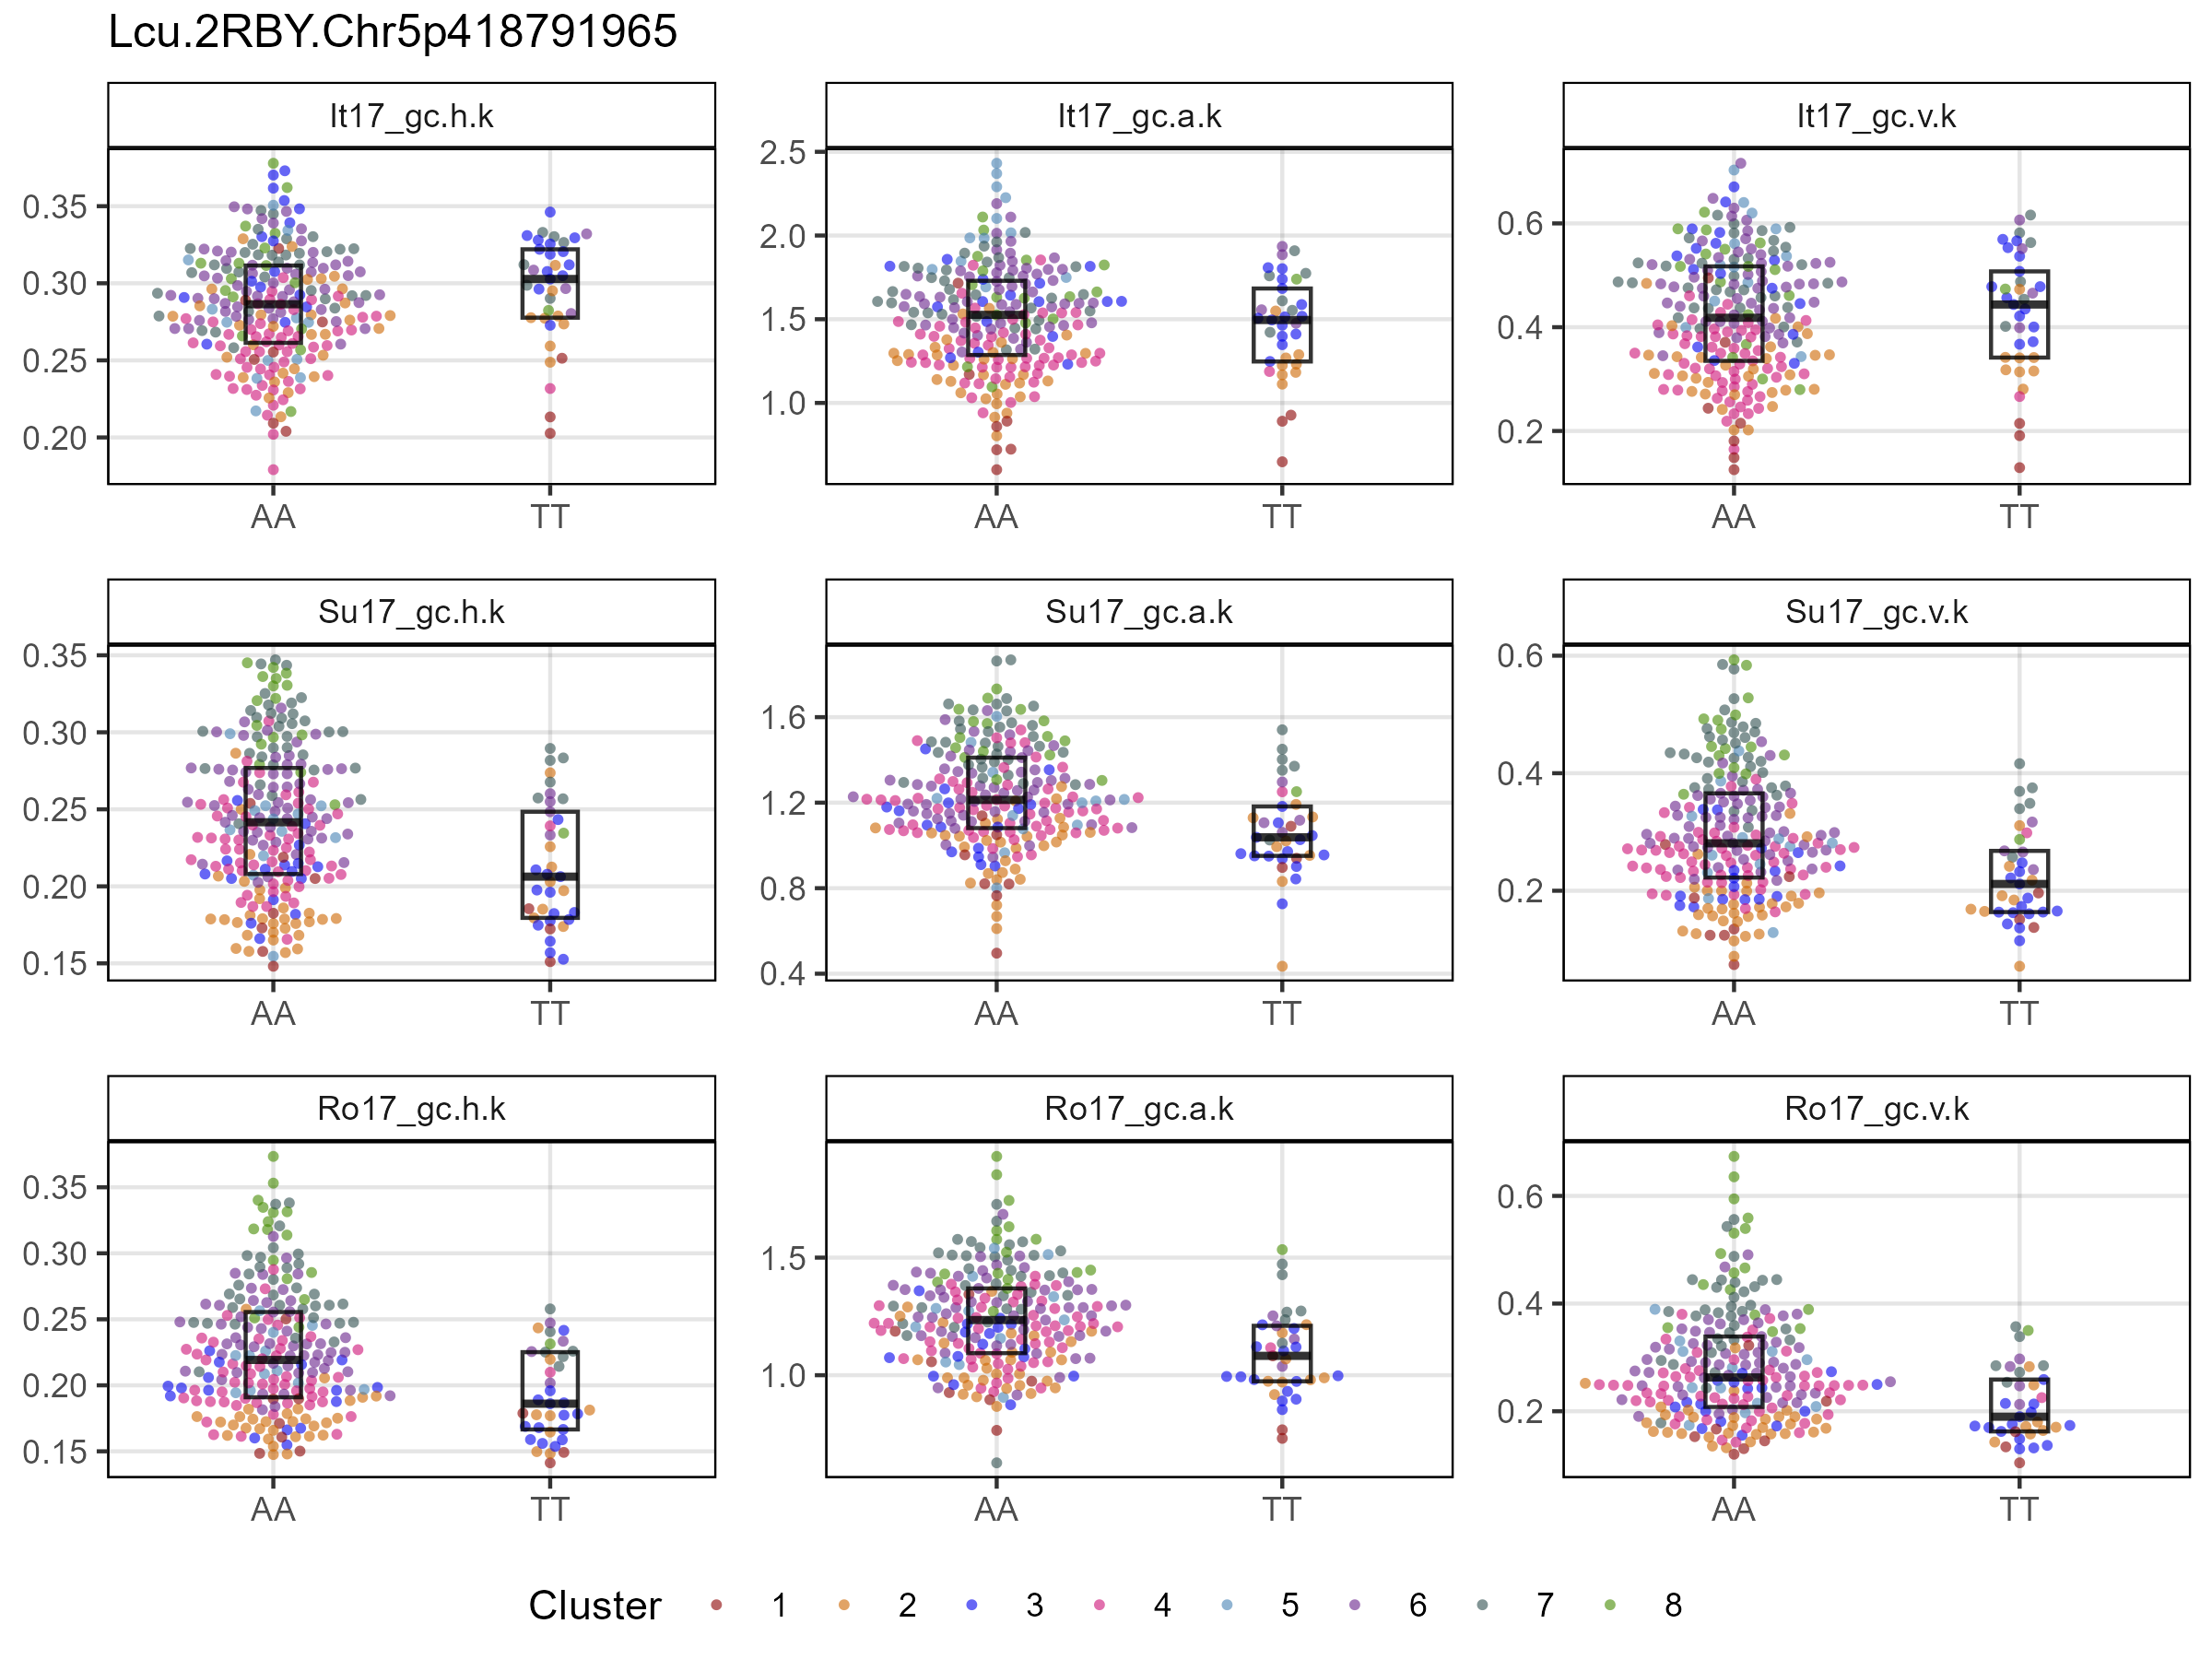 Lcu.2RBY.Chr5p418791965
It17_gc.h.k
It17_gc.a.k
It17_gc.v.k
0.35
0.30
0.25
0.20
AA
TT
2.5
2.0
1.5
1.0
AA
TT
0.6
0.4
0.2
AA
TT
Su17_gc.h.k
Su17_gc.a.k
Su17_gc.v.k
0.35
0.30
0.25
0.20
0.15
AA
TT
1.6
1.2
0.8
0.4
AA
TT
0.6
0.4
0.2
AA
TT
Ro17_gc.h.k
Ro17_gc.a.k
Ro17_gc.v.k
0.35
0.30
0.25
0.20
0.15
AA
TT
1.5
1.0
AA
TT
0.6
0.4
0.2
AA
TT
Cluster 1 2 3 4 5 6 7 8